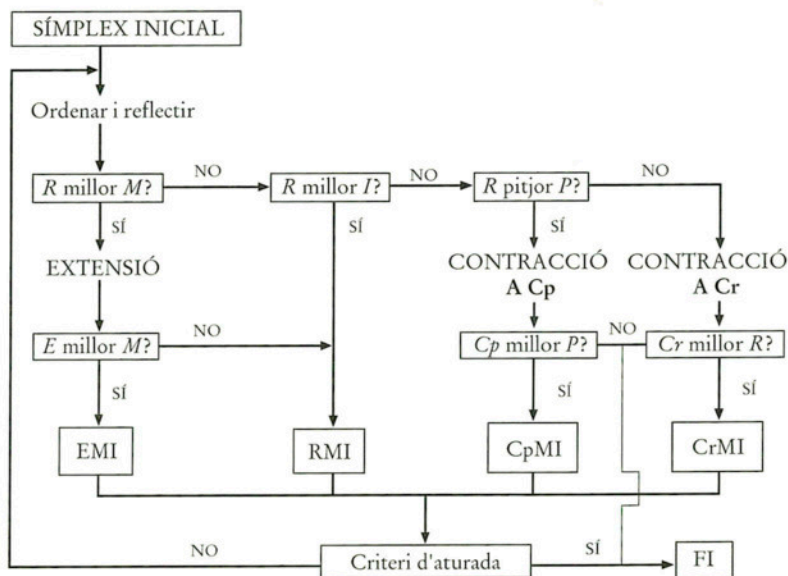 SÍMPLEX INICIAL
Ordenar i reflectir
R millor M?
NO
R millor I?
NO
R pitjor P?
NO
SÍ
SÍ
SÍ
EXTENSIÓ
CONTRACCIÓ
A Cp
CONTRACCIÓ
A Cr
E millor M?
NO
Cp millor P?
NO
Cr millor R?
SÍ
SÍ
SÍ
EMI
RMI
CpMI
CrMI
NO
Criteri d'aturada
SÍ
FI